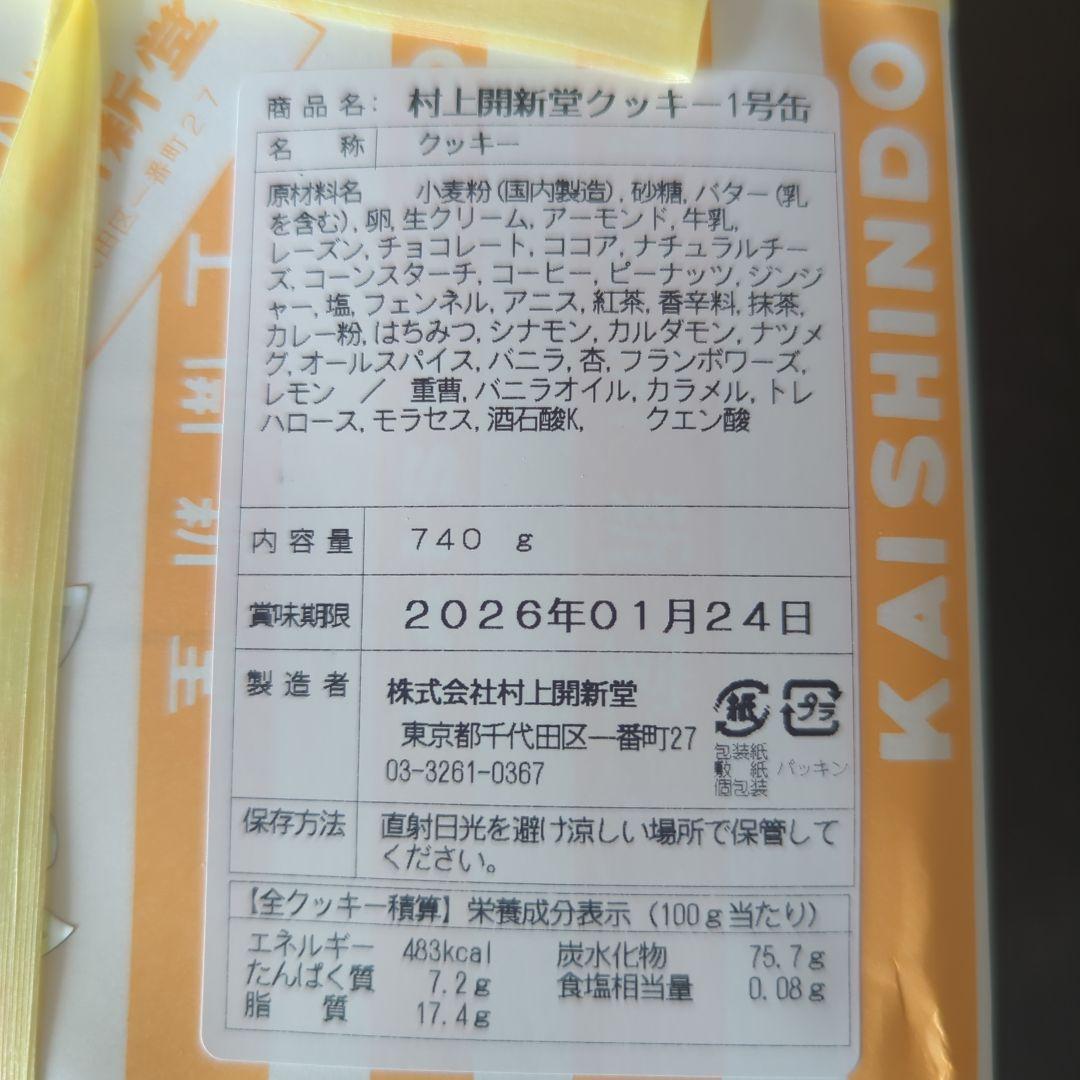 商品名: 村上開新堂クッキー1号缶
名 称 クッキー
原材料名 小麦粉(国内製造),砂糖,バター(乳
を含む),卵,生クリーム,アーモンド,牛乳,
レーズン,チョコレート,ココア,ナチュラルチー
ズ,コーンスターチ,コーヒー,ピーナッツ,ジンジ
ャー,塩,フェンネル,アニス,紅茶,香辛料,抹茶,
カレー粉,はちみつ,シナモン,カルダモン,ナツメ
グ,オールスパイス,バニラ,杏,フランボワーズ,
レモン / 重曹,バニラオイル,カラメル,トレ
ハロース,モラセス,酒石酸K, クエン酸
内容量 740 g
賞味期限 2026年01月24日
製造者 株式会社村上開新堂
東京都千代田区一番町27
03-3261-0367
紙 プラ
包装紙
敷 紙 パッキン
個包装
保存方法 直射日光を避け涼しい場所で保管して
ください。
【全クッキー積算】栄養成分表示(100g当たり)
エネルギー 483kcal 炭水化物 75.7g
たんぱく質 7.2g 食塩相当量 0.08g
脂 質 17.4g
KAISHINDO
新堂
区一番町27